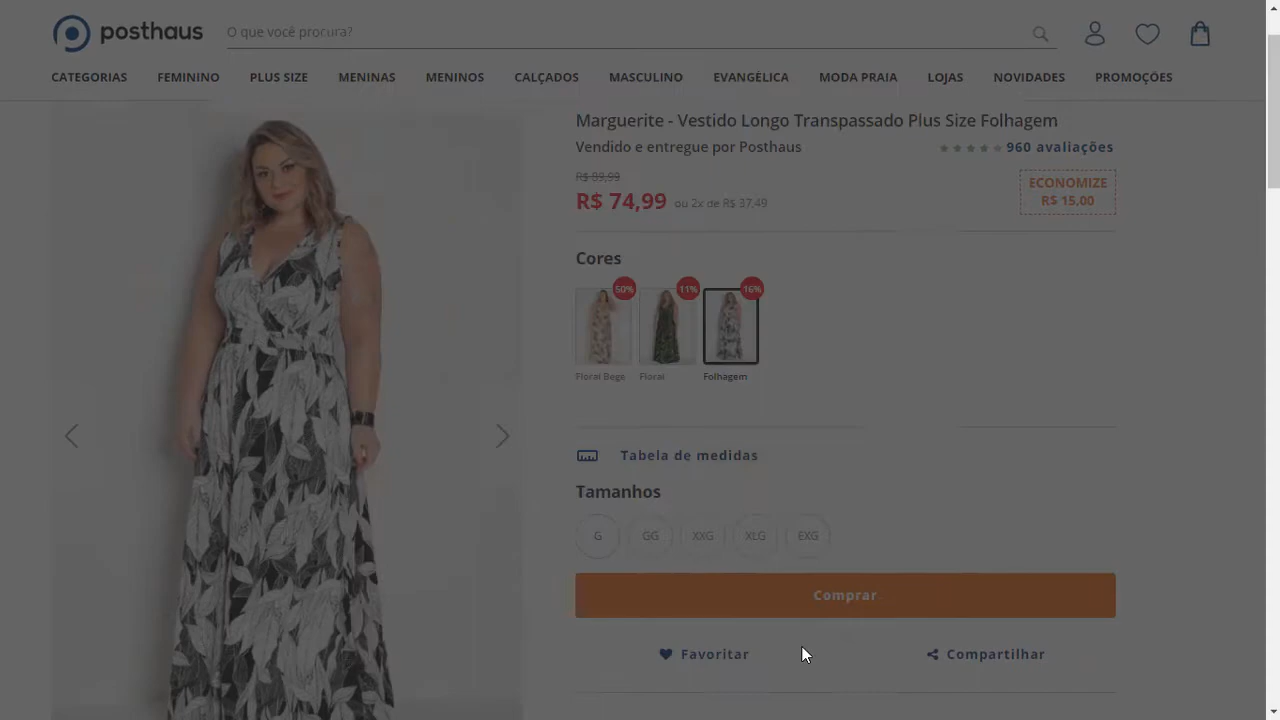 posthaus
O que você procura?
CATEGORIAS FEMININO PLUS SIZE MENINAS MENINOS CALÇADOS MASCULINO EVANGÉLICA MODA PRAIA LOJAS NOVIDADES PROMOÇÕES
Marguerite - Vestido Longo Transpassado Plus Size Folhagem
Vendido e entregue por Posthaus
960 avaliações
R$ 89,99
R$ 74,99 ou 2x de R$ 37,49
ECONOMIZE
R$ 15,00
Cores
50% 11% 16%
Floral Bege Floral Folhagem
Tabela de medidas
Tamanhos
G GG XXG XLG EXG
Comprar
Favoritar Compartilhar